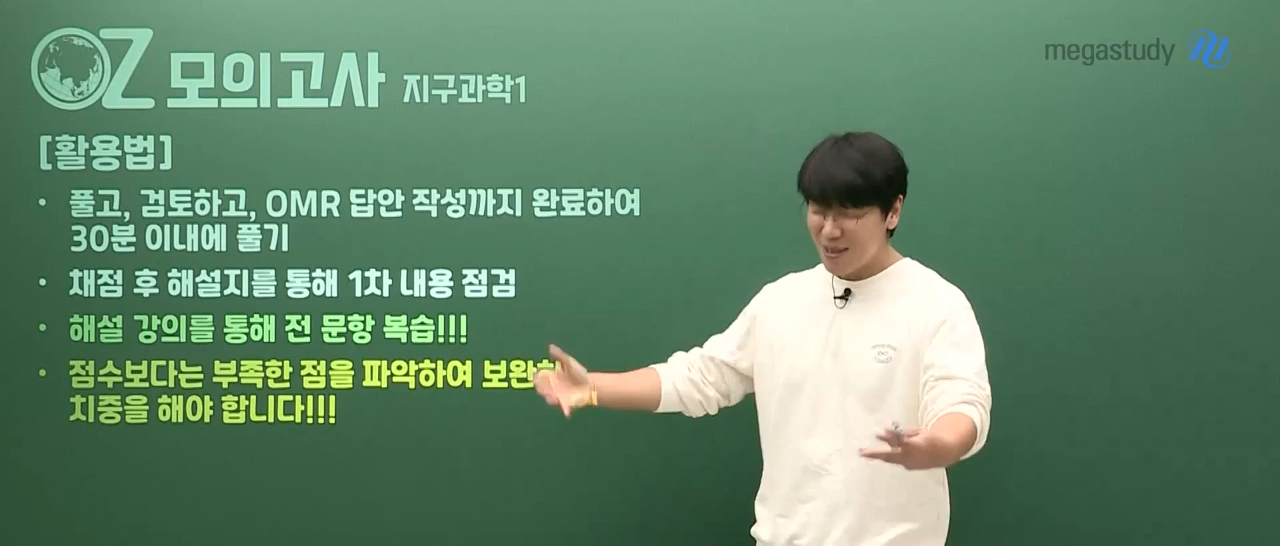 OZ 모의고사 지구과학1
megastudy
[활용법]
• 풀고, 검토하고, OMR 답안 작성까지 완료하여
30분 이내에 풀기
• 채점 후 해설지를 통해 1차 내용 점검
• 해설 강의를 통해 전 문항 복습!!!
• 점수보다는 부족한 점을 파악하여
치중을 해야 합니다!!!